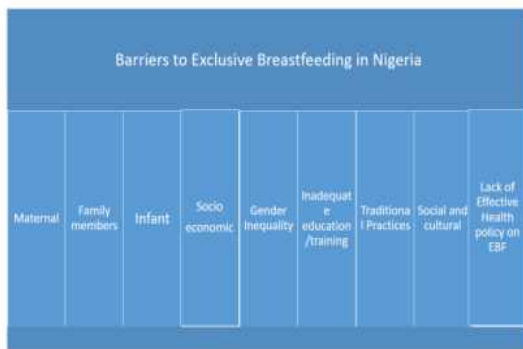 Barriers to Exclusive Breastfeeding in Nigeria
Maternal
Family
members
Infant
Socio
economic
Gender
Inequality
Inadequat
e
education
/training
Traditiona
l Practices
Social and
cultural
Lack of
Effective
Health
policy on
EBF